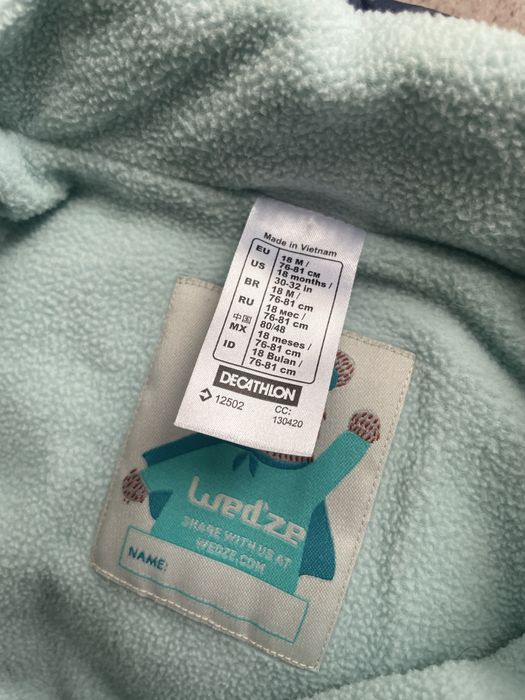 Made in Vietnam
EU 18 M / 76-81 CM
US 18 months / 30-32 in
BR 18 M / 76-81 cm
RU 18 мес / 76-81 cm
中国 80/48
MX 18 meses / 76-81 cm
ID 18 Bulan / 76-81 cm
DECATHLON
12502
CC: 130420
Wed'ze
SHARE WITH US AT
WEDZE.COM
NAME: